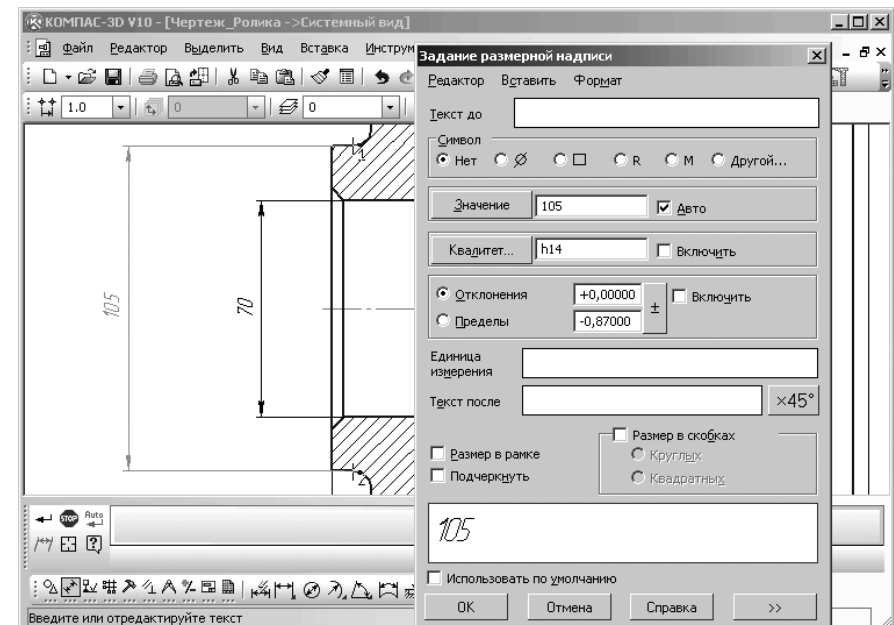 КОМПАС-3D V10 - [Чертеж_Ролика ->Системный вид]
Файл Редактор Выделить Вид Вставка Инструм
1.0 0 0
Задание размерной надписи
Редактор Вставить Формат
Текст до
Символ
Нет Ø □ R M Другой...
Значение 105 Авто
Квалитет... h14 Включить
Отклонения +0,00000 ± Включить
Пределы -0,87000
Единица
измерения
Текст после ×45°
Размер в скобках
Размер в рамке Круглых
Подчеркнуть Квадратных
105
Использовать по умолчанию
OK Отмена Справка >>
1
105
70
2
STOP Auto
Введите или отредактируйте текст